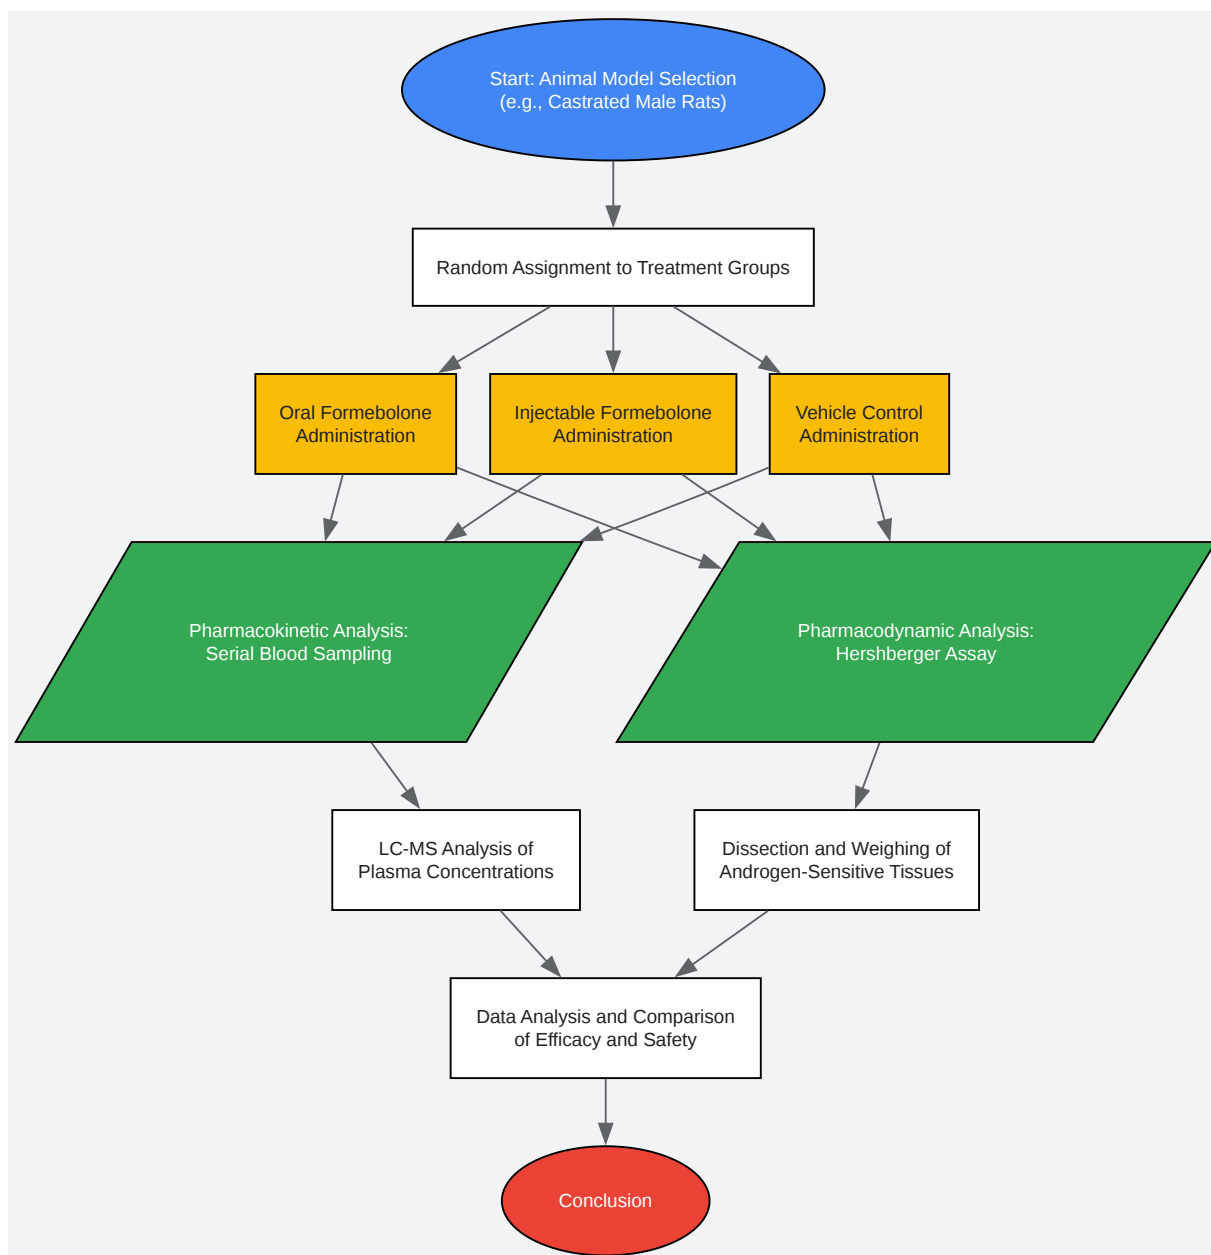 Start: Animal Model Selection
(e.g., Castrated Male Rats)
Random Assignment to Treatment Groups
Oral Formebolone
Administration
Injectable Formebolone
Administration
Vehicle Control
Administration
Pharmacokinetic Analysis:
Serial Blood Sampling
Pharmacodynamic Analysis:
Hershberger Assay
LC-MS Analysis of
Plasma Concentrations
Dissection and Weighing of
Androgen-Sensitive Tissues
Data Analysis and Comparison
of Efficacy and Safety
Conclusion